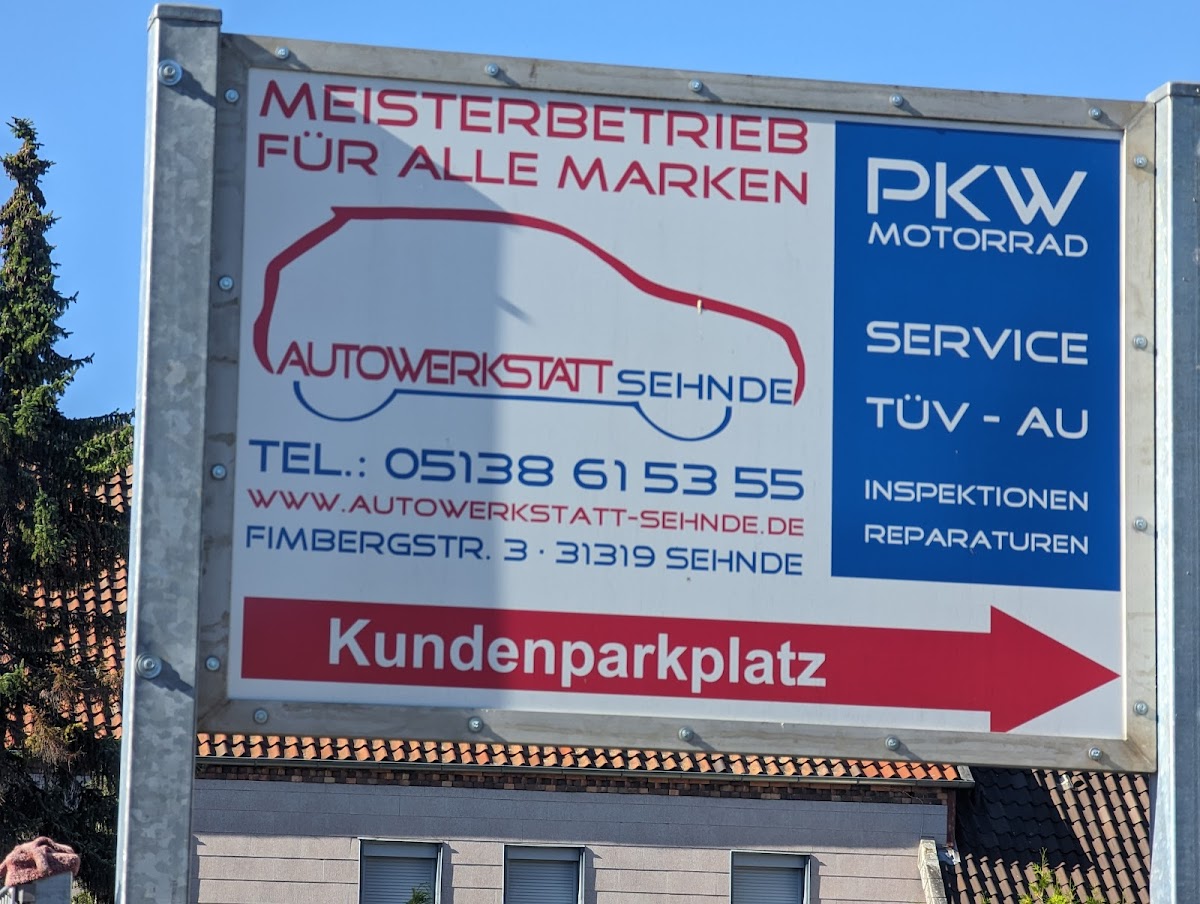 MEISTERBETRIEB
FÜR ALLE MARKEN
AUTOWERKSTATT SEHNDE
TEL.: 05138 61 53 55
WWW.AUTOWERKSTATT-SEHNDE.DE
FIMBERGSTR. 3 · 31319 SEHNDE
PKW
MOTORRAD
SERVICE
TÜV - AU
INSPEKTIONEN
REPARATUREN
Kundenparkplatz